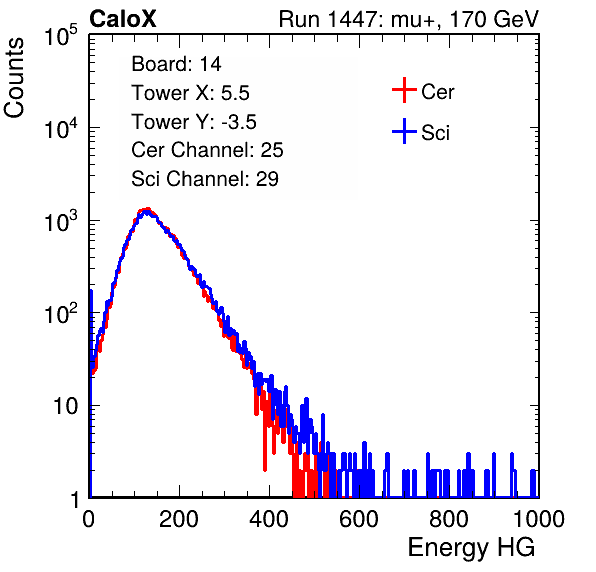 CaloX Run 1447: mu+, 170 GeV
Counts
Board: 14
Tower X: 5.5
Tower Y: -3.5
Cer Channel: 25
Sci Channel: 29
Cer
Sci
10^5
10^4
10^3
10^2
10
1
0 200 400 600 800 1000
Energy HG